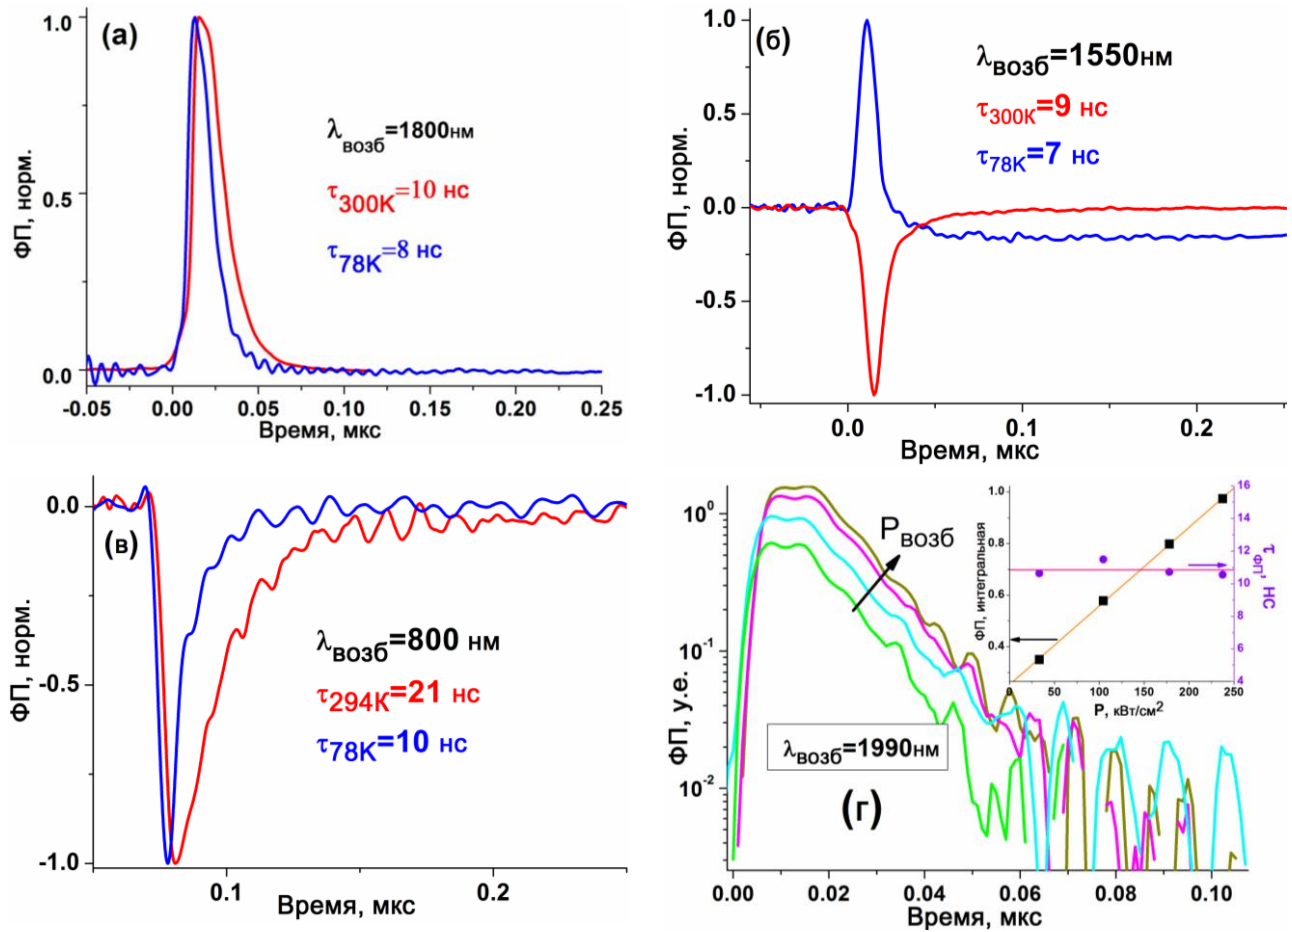 (а)
ФП, норм.
1.0
0.5
0.0
λвозб=1800нм
τ300K=10 нс
τ78K=8 нс
-0.05 0.00 0.05 0.10 0.15 0.20 0.25
Время, мкс
(б)
ФП, норм.
1.0
0.5
0.0
-0.5
-1.0
λвозб=1550нм
τ300К=9 нс
τ78К=7 нс
0.0 0.1 0.2
Время, мкс
(в)
ФП, норм.
0.0
-0.5
-1.0
λвозб=800 нм
τ294К=21 нс
τ78К=10 нс
0.1 0.2
Время, мкс
(г)
ФП, у.е.
10⁰
10⁻¹
10⁻²
Pвозб
λвозб=1990нм
0.00 0.02 0.04 0.06 0.08 0.10
Время, мкс
ФП, интегральная
1.0
0.8
0.6
0.4
16
14
12
10
8
6
4
τФП, нс
0 50 100 150 200 250
P, кВт/см²